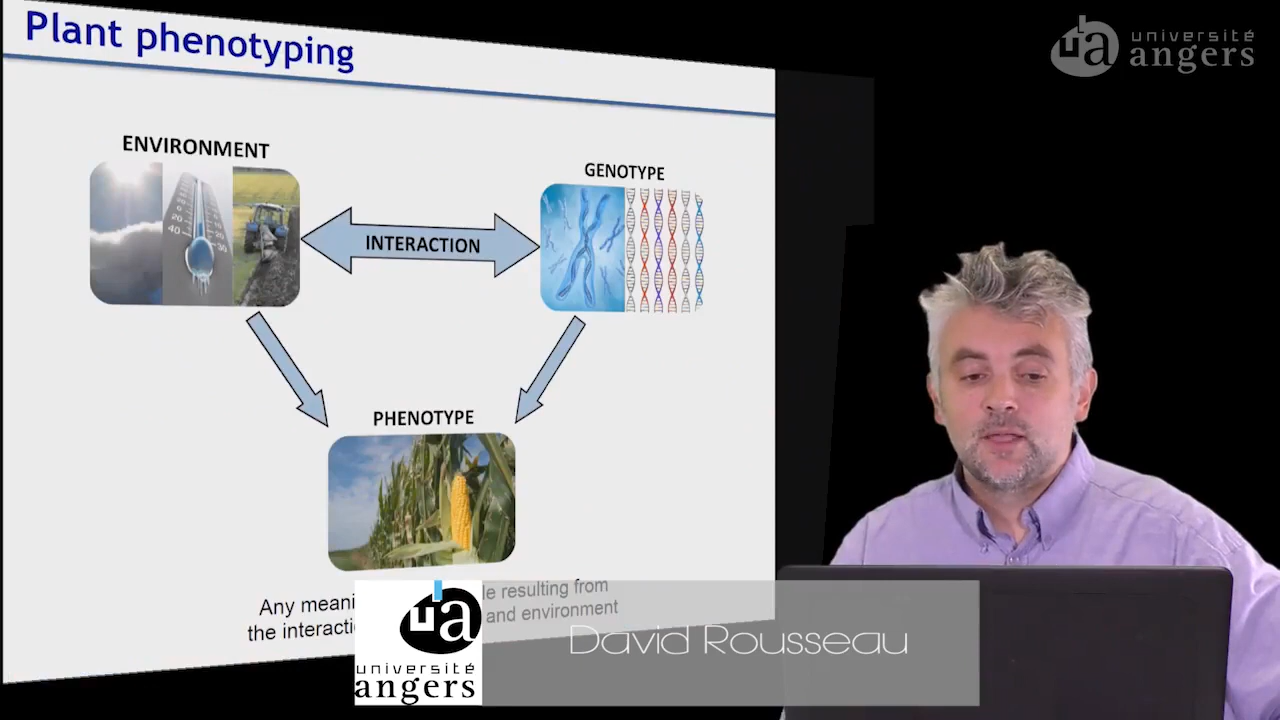 Plant phenotyping
université
angers
ENVIRONMENT
GENOTYPE
INTERACTION
PHENOTYPE
Any meani le resulting from
the interacti and environment
université
angers
David Rousseau